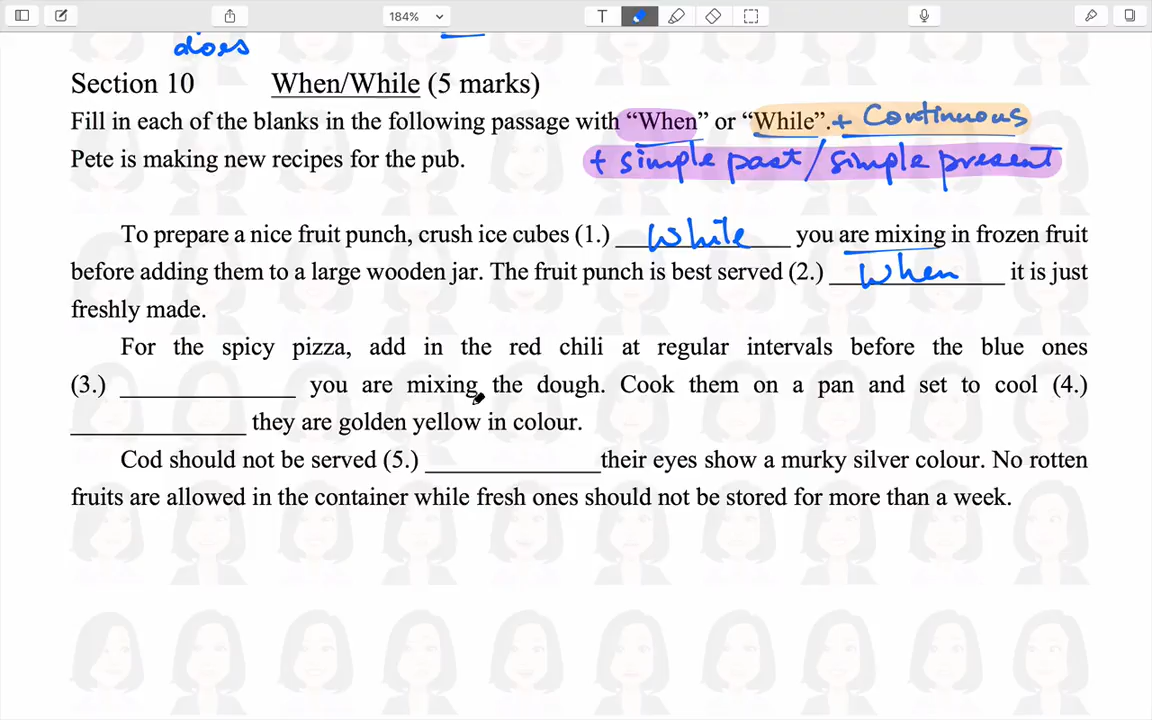 184%
T
does
Section 10 When/While (5 marks)
Fill in each of the blanks in the following passage with “When” or “While”. + Continuous
Pete is making new recipes for the pub. + simple past / simple present
To prepare a nice fruit punch, crush ice cubes (1.) While you are mixing in frozen fruit
before adding them to a large wooden jar. The fruit punch is best served (2.) When it is just
freshly made.
For the spicy pizza, add in the red chili at regular intervals before the blue ones
(3.) ______________ you are mixing the dough. Cook them on a pan and set to cool (4.)
______________ they are golden yellow in colour.
Cod should not be served (5.) ______________their eyes show a murky silver colour. No rotten
fruits are allowed in the container while fresh ones should not be stored for more than a week.